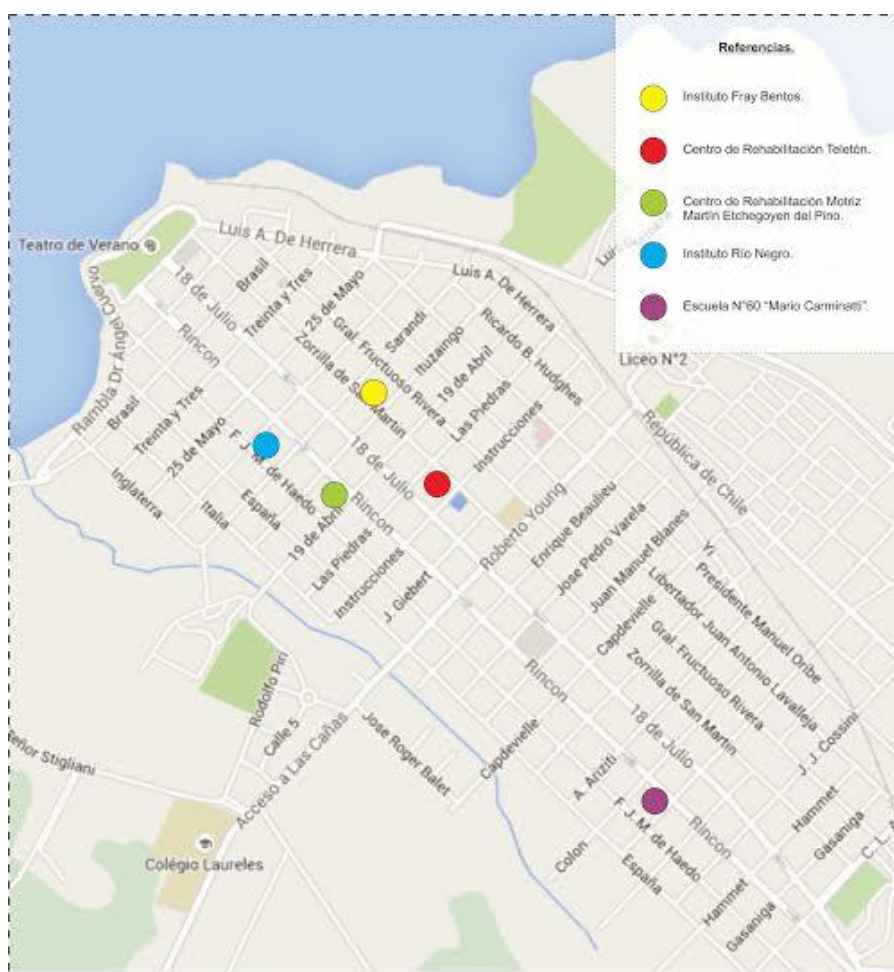 Referencias.
Instituto Fray Bentos.
Centro de Rehabilitación Teletón.
Centro de Rehabilitación Motriz
Martín Etchegoyen del Pino.
Instituto Río Negro.
Escuela N°60 "Mario Carminatti".
Teatro de Verano
Luis A. De Herrera
Luis A. De Herrera
Liceo N°2
Rambla Dr Ángel Cuervo
18 de Julio
Rincon
Brasil
Treinta y Tres
25 de Mayo
Zorrilla de San Martin
Gral. Fructuoso Rivera
Sarandi
Ituzaingo
19 de Abril
Las Piedras
Instrucciones
Ricardo B. Hudghes
República de Chile
Brasil
Treinta y Tres
25 de Mayo
F. J. M. de Haedo
Inglaterra
Italia
España
19 de Abril
Las Piedras
Instrucciones
J. Giebert
18 de Julio
Rincon
Roberto Young
Enrique Beaulieu
Jose Pedro Varela
Juan Manuel Blanes
Capdevielle
Yi
Presidente Manuel Oribe
Libertador Juan Antonio Lavalleja
Gral. Fructuoso Rivera
Zorrilla de San Martin
18 de Julio
Rincon
J. J. Cossini
Hammet
Gasaniga
C. L. A
Rodolfo Piri
Calle 5
Acceso a Las Cañas
Jose Roger Balet
Capdevielle
A. Anziti
F. J. M. de Haedo
Rincon
Colon
España
Hammet
Gasaniga
eñor Stigliani
Colégio Laureles